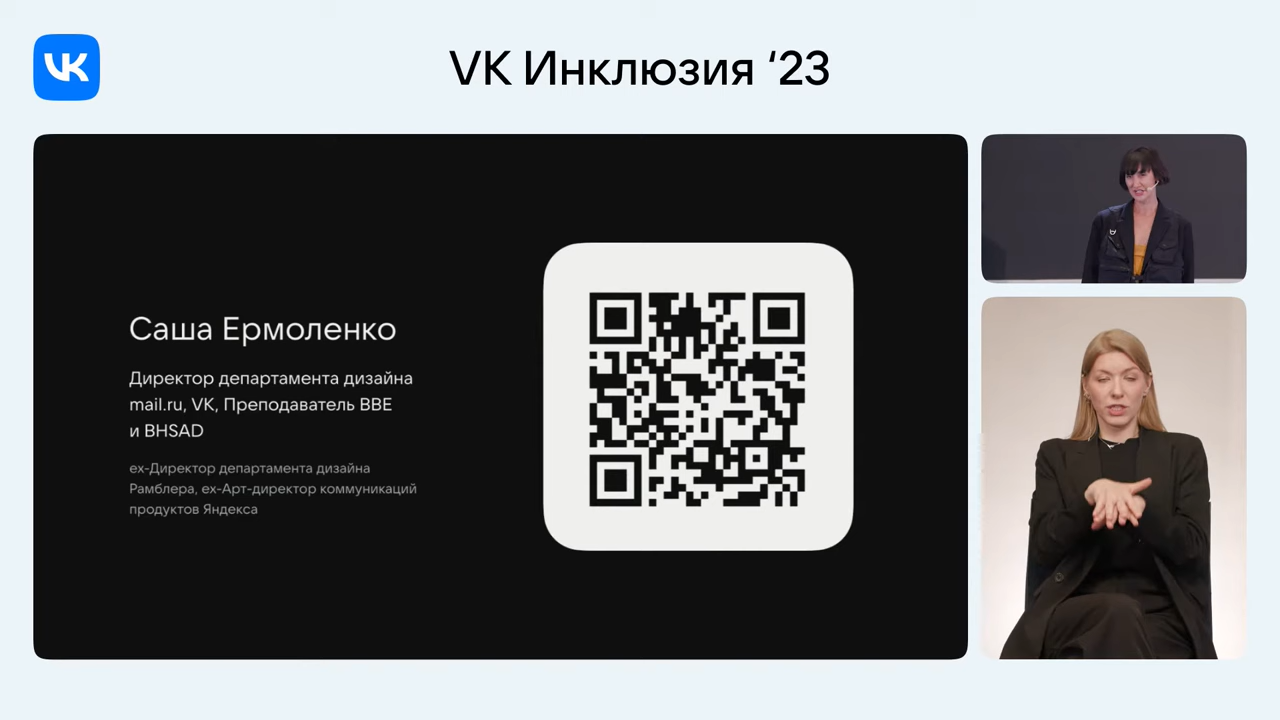 VK
VK Инклюзия ‘23
Саша Ермоленко
Директор департамента дизайна
mail.ru, VK, Преподаватель BBE
и BHSAD
ex-Директор департамента дизайна
Рамблера, ex-Арт-директор коммуникаций
продуктов Яндекса